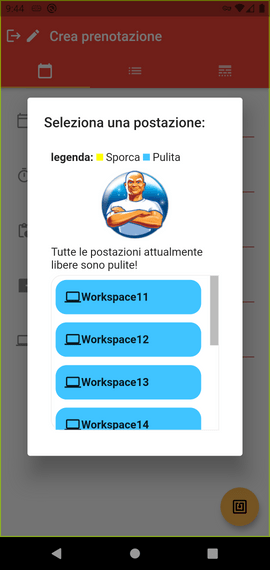 9:44
Crea prenotazione
Seleziona una postazione:
legenda: Sporca Pulita
Tutte le postazioni attualmente
libere sono pulite!
Workspace11
Workspace12
Workspace13
Workspace14